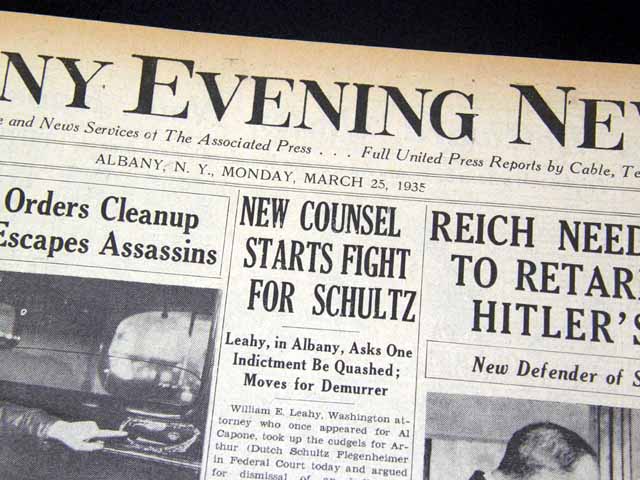 NY EVENING NE
e and News Services of The Associated Press . . . Full United Press Reports by Cable, Te
ALBANY, N. Y., MONDAY, MARCH 25, 1935
Orders Cleanup
Escapes Assassins
NEW COUNSEL
STARTS FIGHT
FOR SCHULTZ
Leahy, in Albany, Asks One
Indictment Be Quashed;
Moves for Demurrer
William E. Leahy, Washington at-
torney who once appeared for Al
Capone, took up the cudgels for Ar-
thur (Dutch Schultz Flegenheimer
in Federal Court today and argued
for dismissal of
REICH NEED
TO RETAR
HITLER'S
New Defender of S